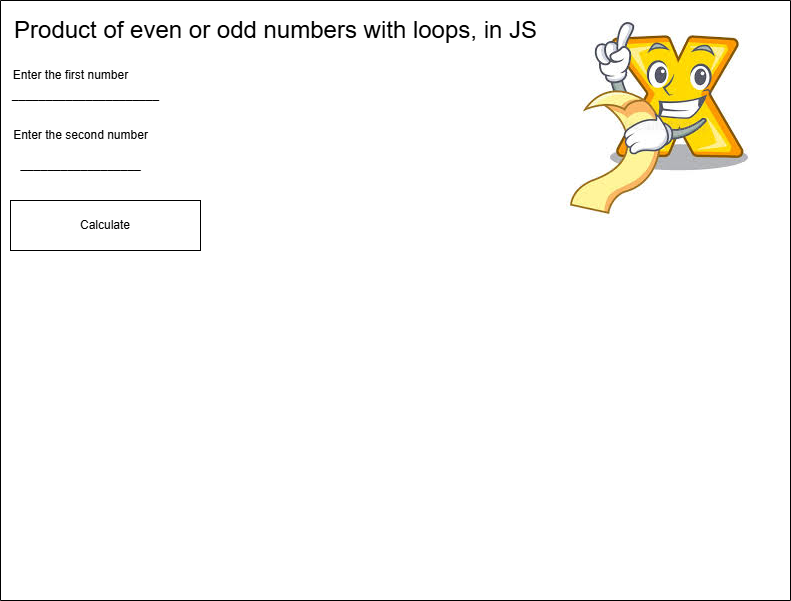 Product of even or odd numbers with loops, in JS
Enter the first number
Enter the second number
Calculate